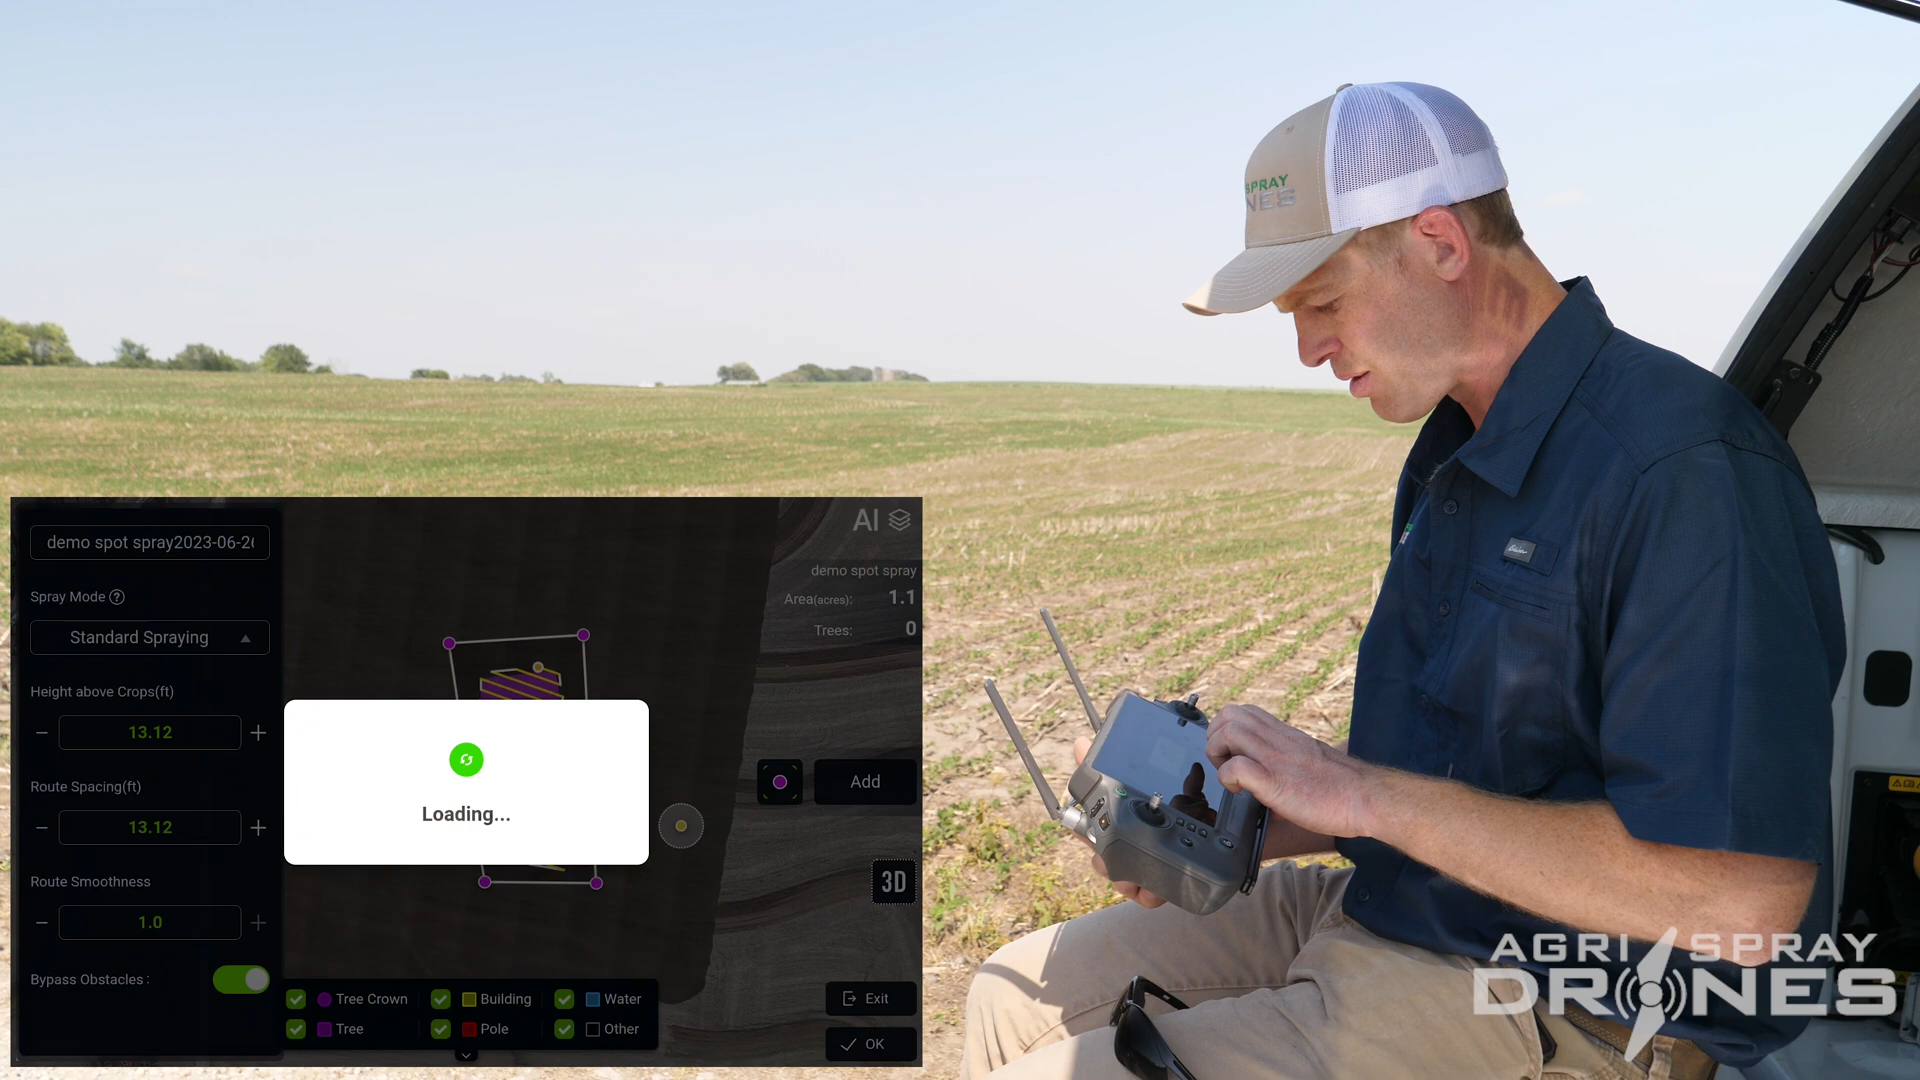 SPRAY
NES
demo spot spray2023-06-2
AI
demo spot spray
Area(acres): 1.1
Trees: 0
Spray Mode ?
Standard Spraying
Height above Crops(ft)
− 13.12 +
Route Spacing(ft)
− 13.12 +
Route Smoothness
− 1.0 +
Bypass Obstacles :
Loading...
Add
3D
Tree Crown Building Water
Tree Pole Other
Exit
OK
AGRI SPRAY
DRONES